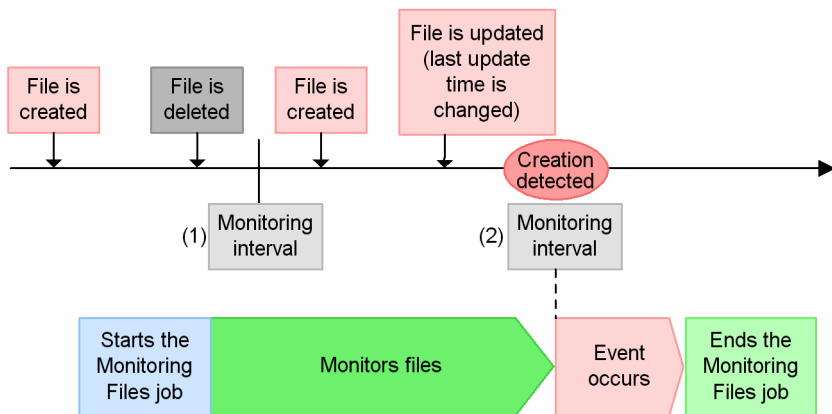 File is
created
File is
deleted
File is
created
File is updated
(last update
time is
changed)
Creation
detected
(1)
Monitoring
interval
(2)
Monitoring
interval
Starts the
Monitoring
Files job
Monitors files
Event
occurs
Ends the
Monitoring
Files job